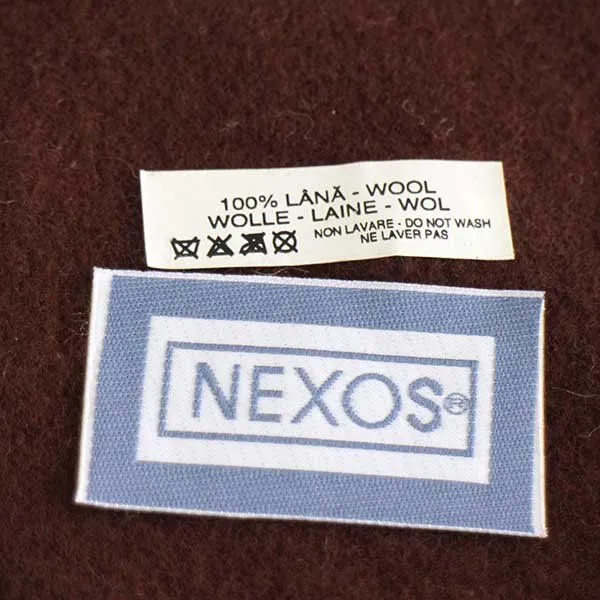 100% LÂNĂ - WOOL
WOLLE - LAINE - WOL
NON LAVARE - DO NOT WASH
NE LAVER PAS
NEXOS®